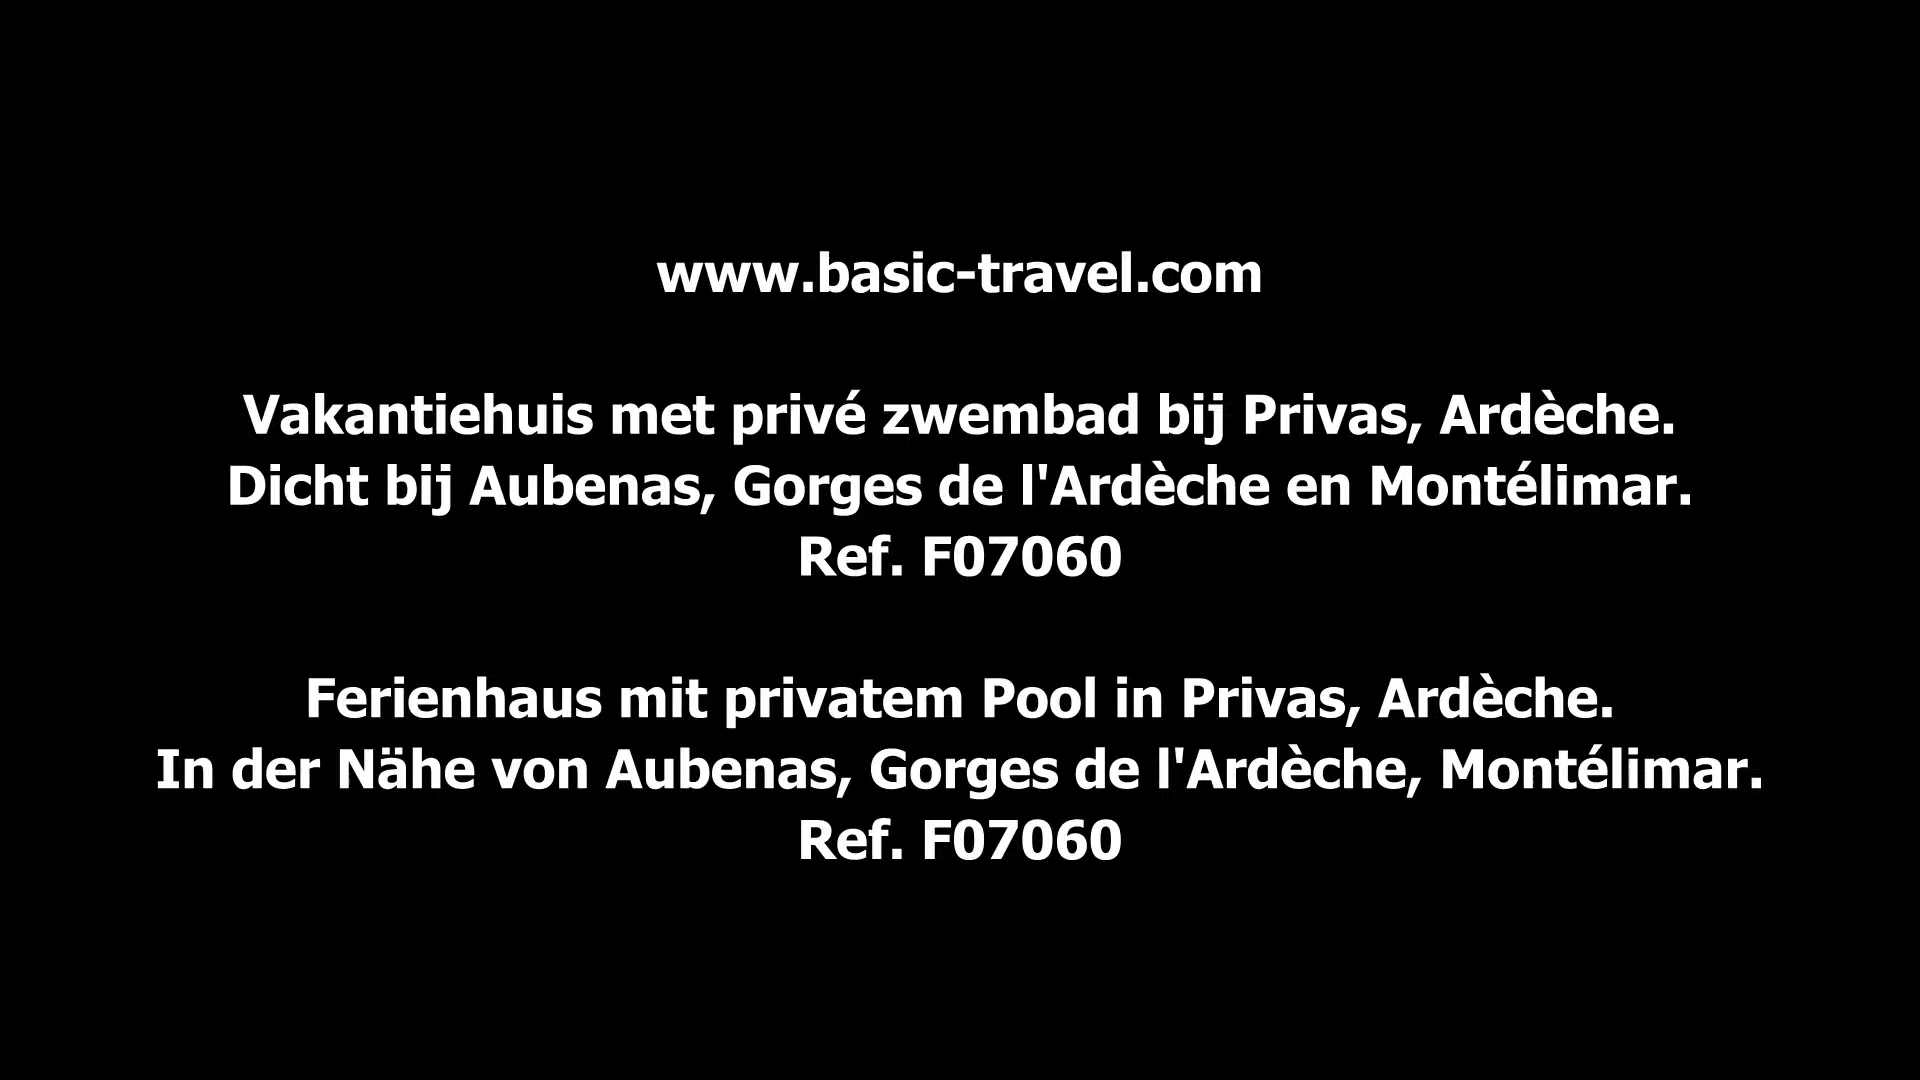 www.basic-travel.com
Vakantiehuis met privé zwembad bij Privas, Ardèche.
Dicht bij Aubenas, Gorges de l'Ardèche en Montélimar.
Ref. F07060
Ferienhaus mit privatem Pool in Privas, Ardèche.
In der Nähe von Aubenas, Gorges de l'Ardèche, Montélimar.
Ref. F07060